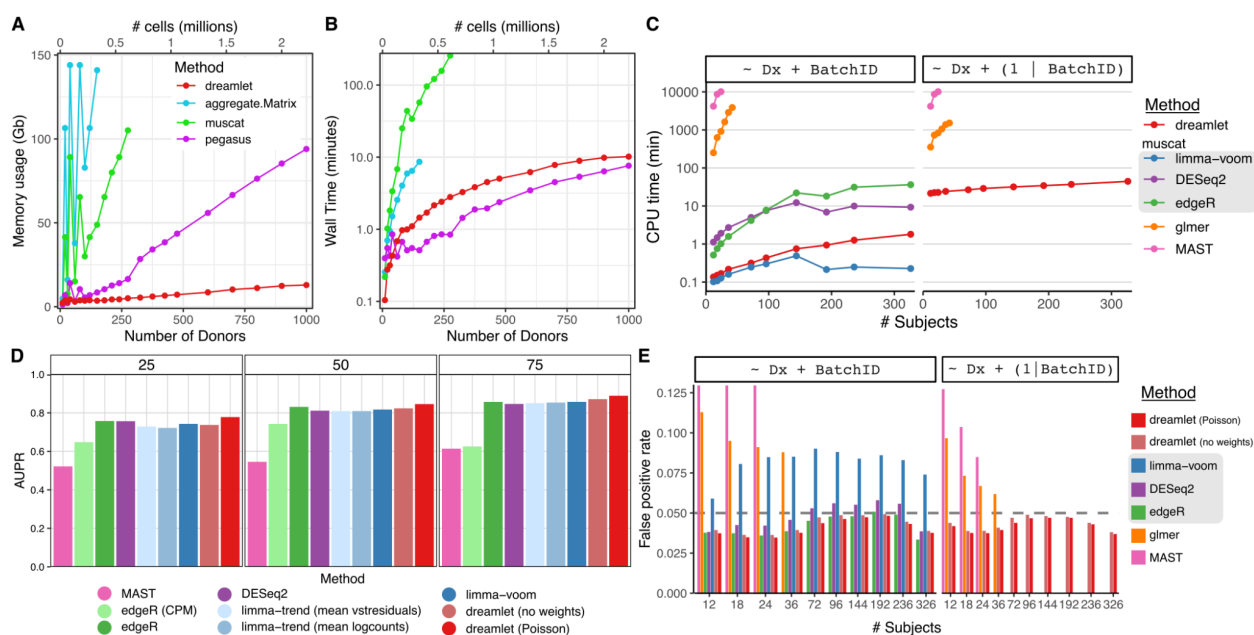 A
# cells (millions)
0 0.5 1 1.5 2
150
100
50
0
Memory usage (Gb)
Method
dreamlet
aggregate.Matrix
muscat
pegasus
0 250 500 750 1000
Number of Donors
B
# cells (millions)
0 0.5 1 1.5 2
100.0
10.0
1.0
0.1
Wall Time (minutes)
0 250 500 750 1000
Number of Donors
C
~ Dx + BatchID
~ Dx + (1 | BatchID)
10000
1000
100
10
1
0.1
CPU time (min)
0 100 200 300
0 100 200 300
# Subjects
Method
dreamlet
muscat
limma-voom
DESeq2
edgeR
glmer
MAST
D
25
50
75
1.0
0.8
0.6
0.4
0.2
0.0
AUPR
Method
MAST
edgeR (CPM)
edgeR
DESeq2
limma-trend (mean vstresiduals)
limma-trend (mean logcounts)
limma-voom
dreamlet (no weights)
dreamlet (Poisson)
E
~ Dx + BatchID
~ Dx + (1|BatchID)
0.125
0.100
0.075
0.050
0.025
0.000
False positive rate
12 18 24 36 72 96 144 192 236 326
12 18 24 36 72 96 144 192 236 326
# Subjects
Method
dreamlet (Poisson)
dreamlet (no weights)
limma-voom
DESeq2
edgeR
glmer
MAST